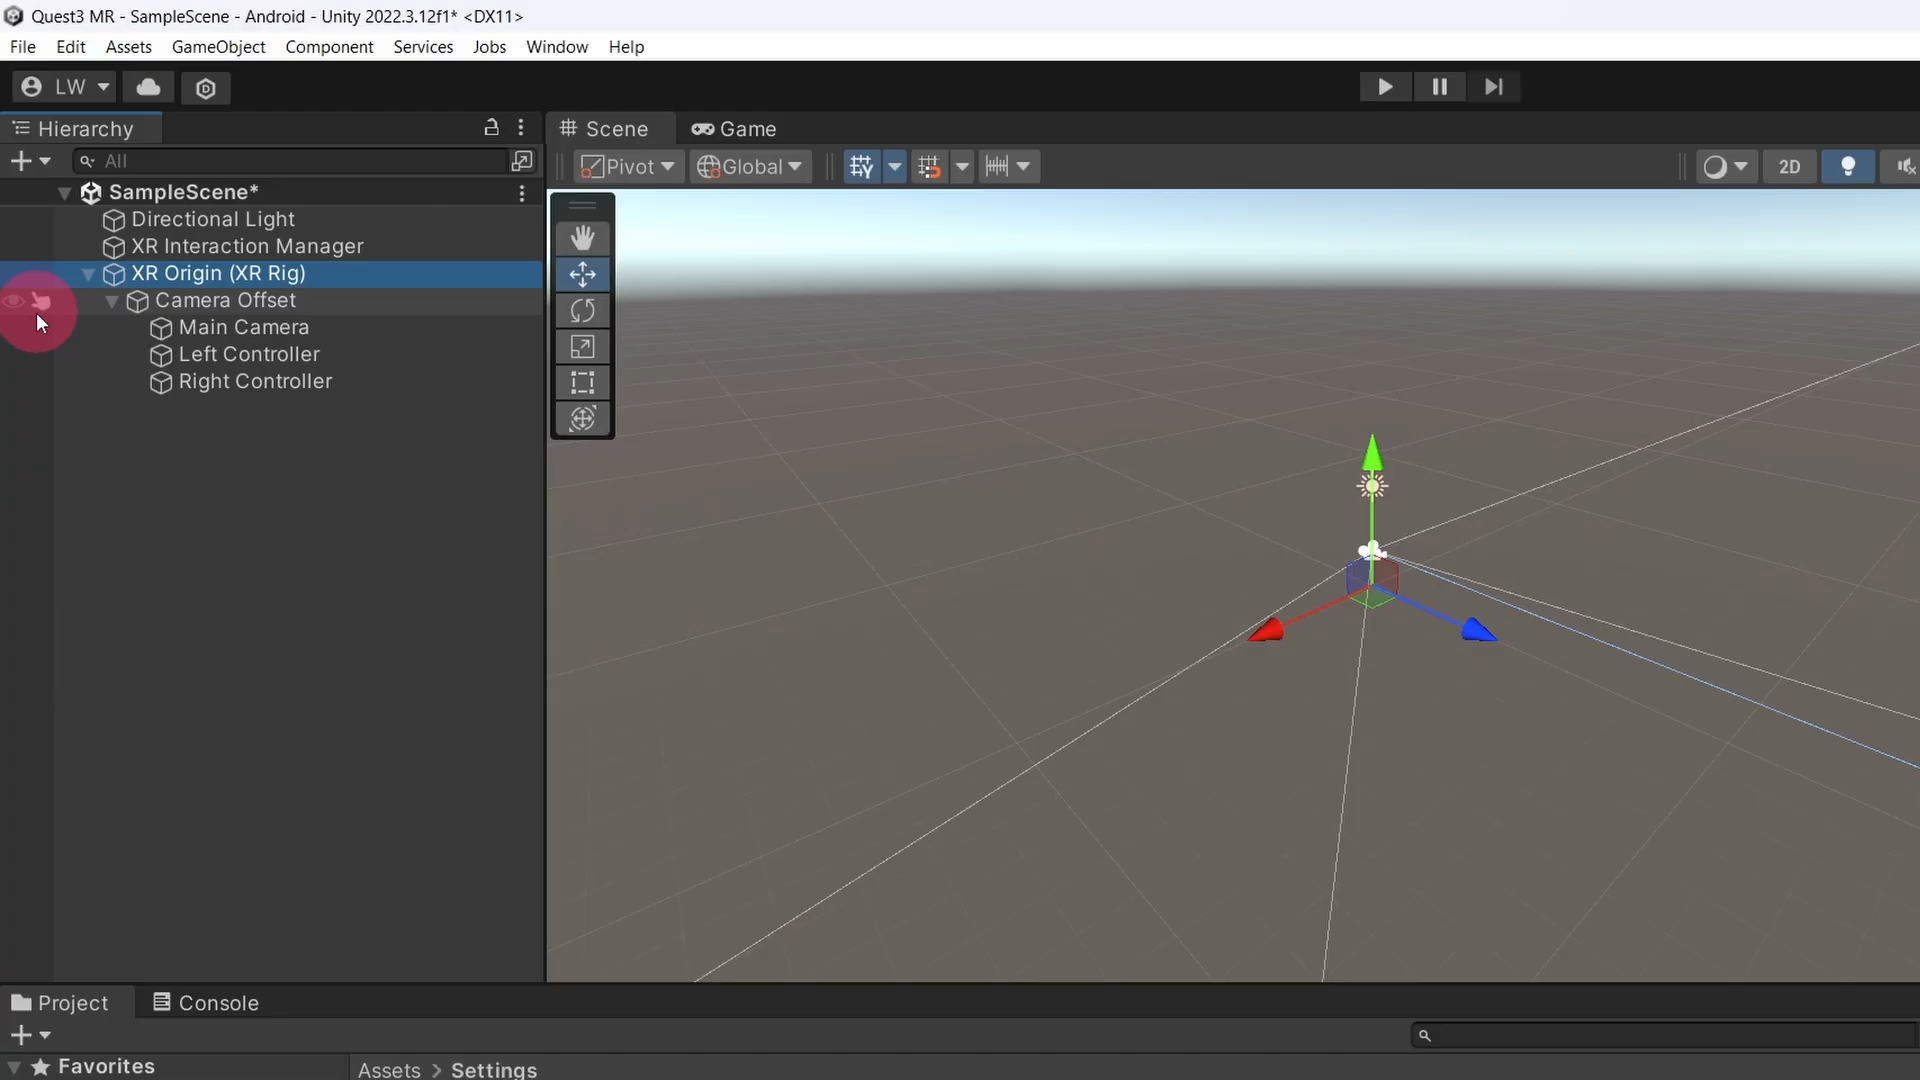 Quest3 MR - SampleScene - Android - Unity 2022.3.12f1* <DX11>
File Edit Assets GameObject Component Services Jobs Window Help
LW
Hierarchy
Scene
Game
All
Pivot
Global
2D
SampleScene*
Directional Light
XR Interaction Manager
XR Origin (XR Rig)
Camera Offset
Main Camera
Left Controller
Right Controller
Project
Console
Favorites
Assets > Settings